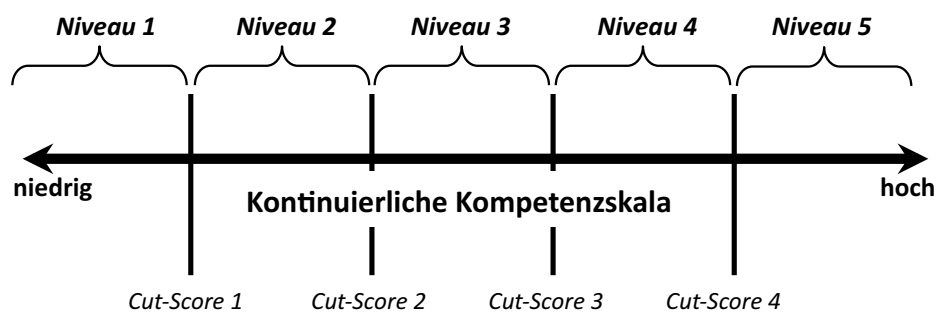 Niveau 1 Niveau 2 Niveau 3 Niveau 4 Niveau 5
niedrig hoch
Kontinuierliche Kompetenzskala
Cut-Score 1 Cut-Score 2 Cut-Score 3 Cut-Score 4